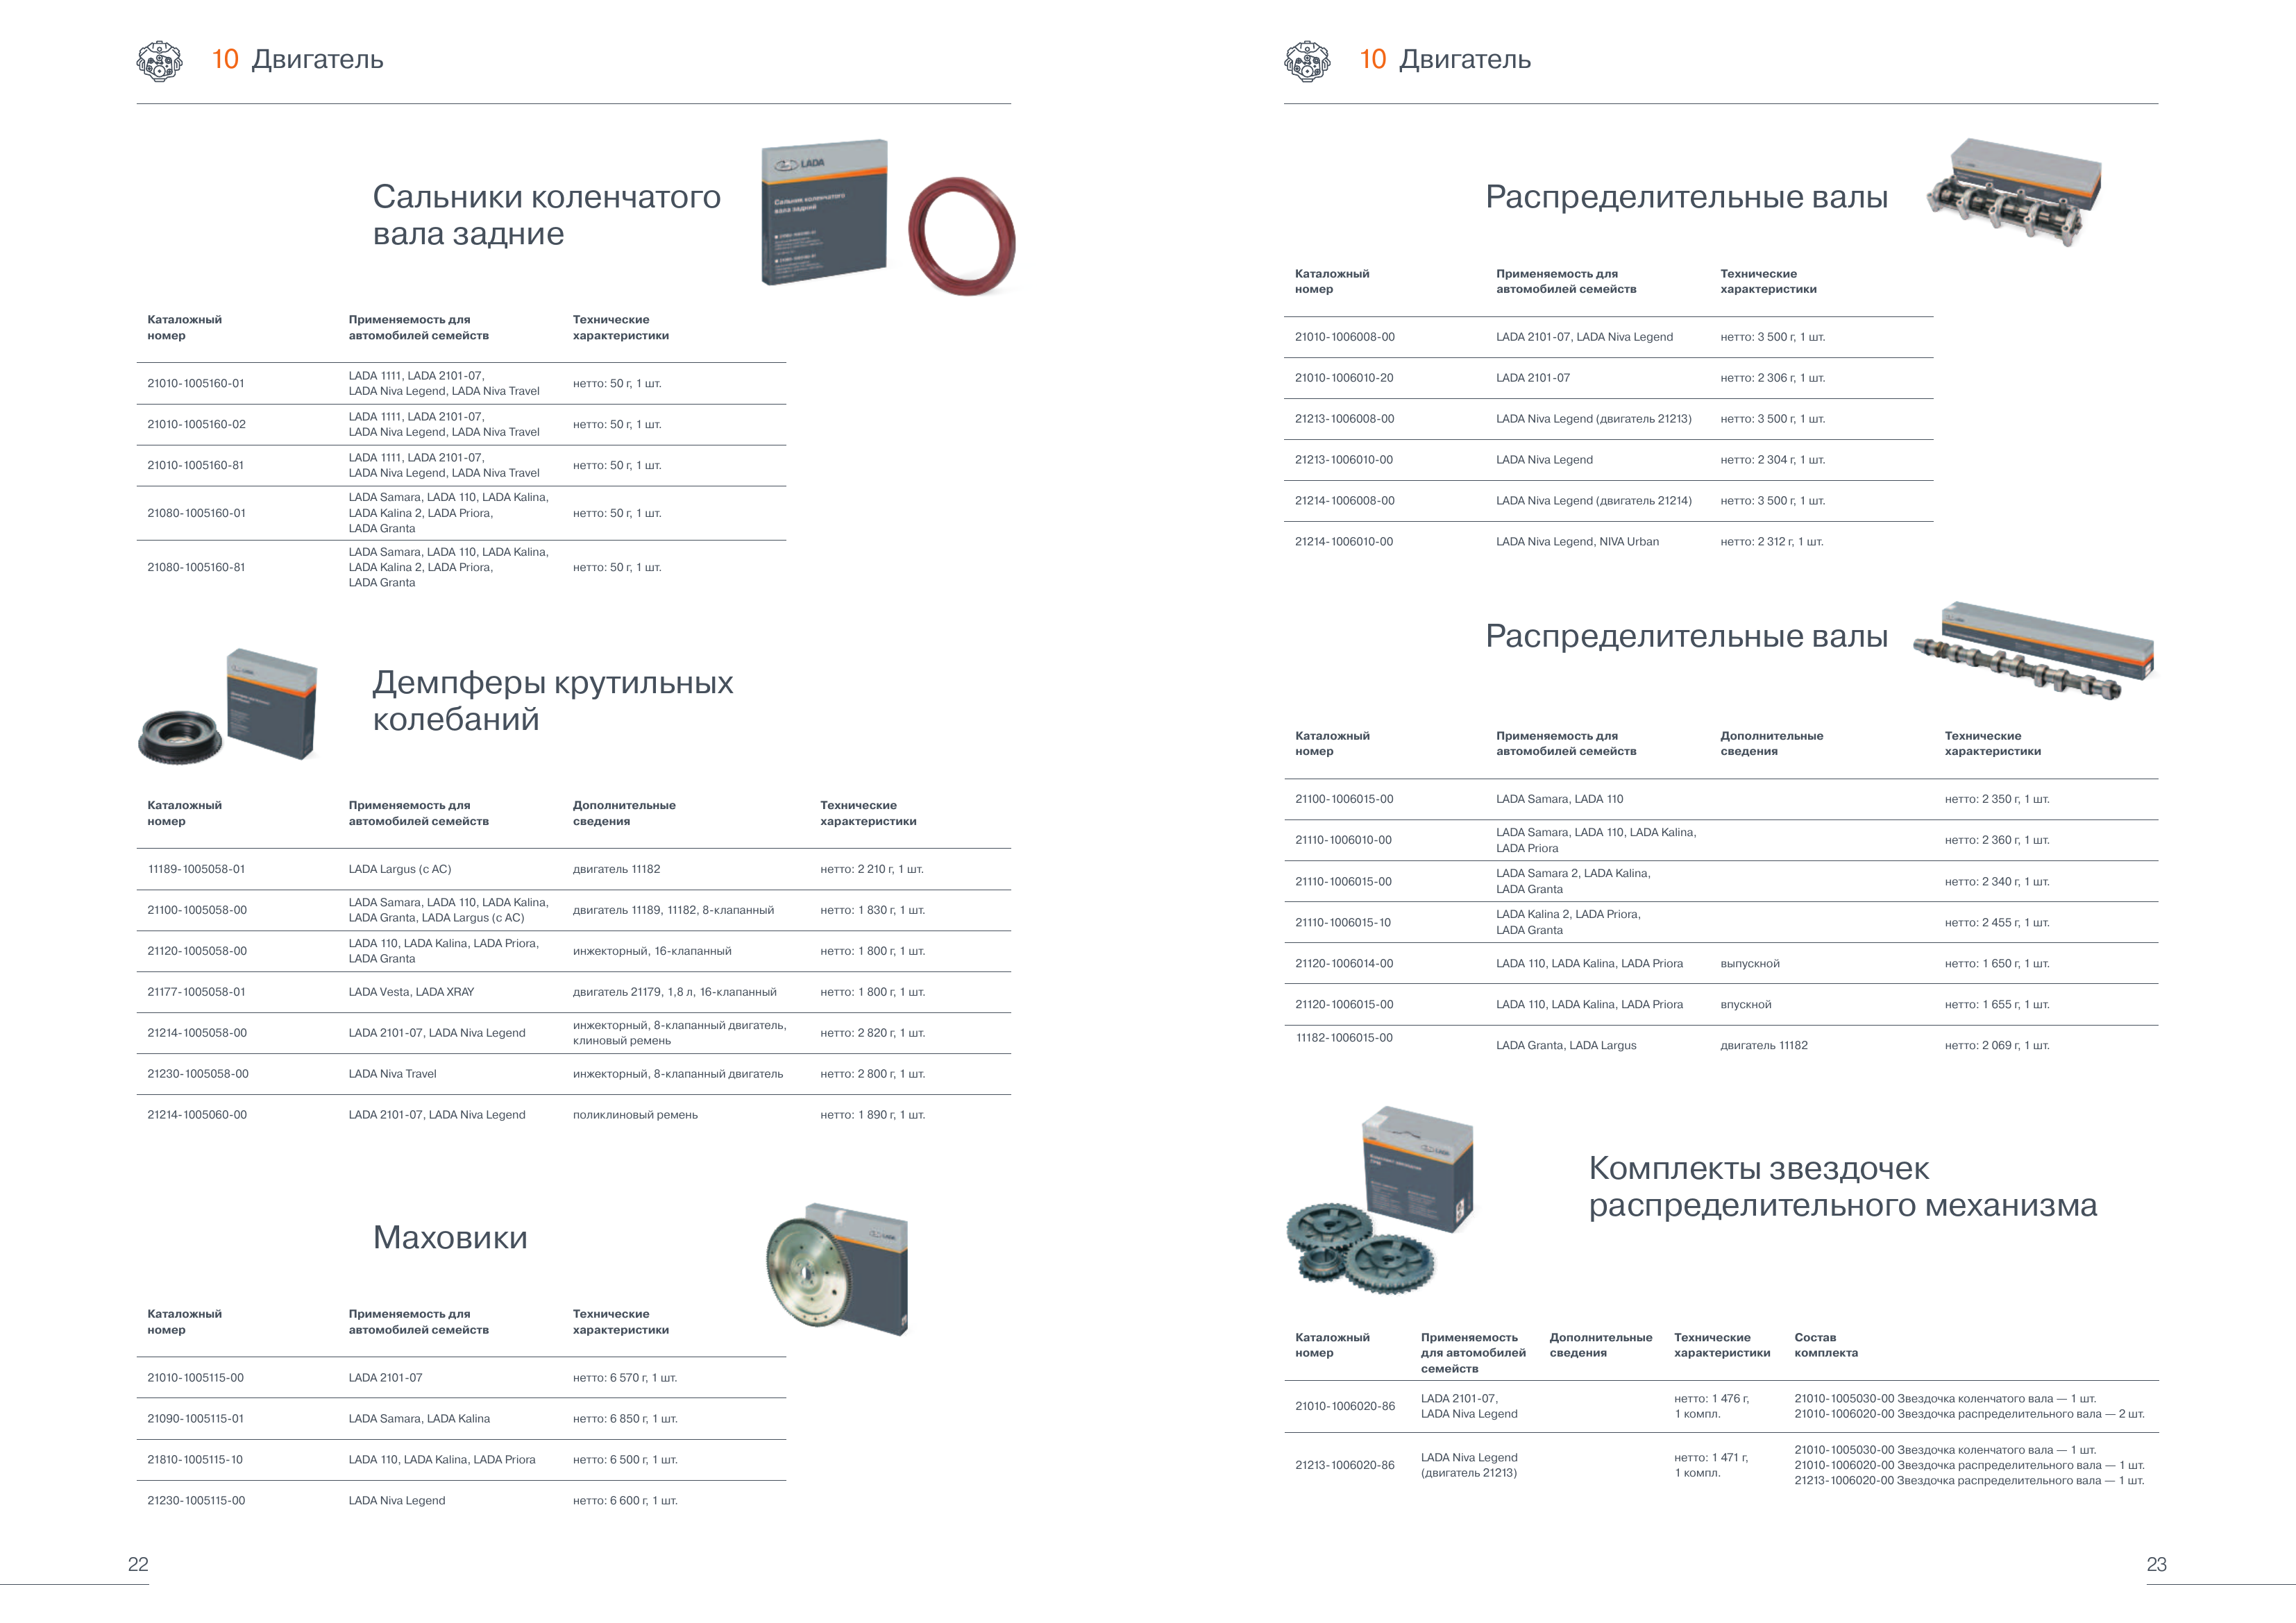 10 Двигатель
Сальники коленчатого
вала задние
LADA
Сальник коленчатого
вала задний
Каталожный
номер
Применяемость для
автомобилей семейств
Технические
характеристики
21010-1005160-01
LADA 1111, LADA 2101-07,
LADA Niva Legend, LADA Niva Travel
нетто: 50 г, 1 шт.
21010-1005160-02
LADA 1111, LADA 2101-07,
LADA Niva Legend, LADA Niva Travel
нетто: 50 г, 1 шт.
21010-1005160-81
LADA 1111, LADA 2101-07,
LADA Niva Legend, LADA Niva Travel
нетто: 50 г, 1 шт.
21080-1005160-01
LADA Samara, LADA 110, LADA Kalina,
LADA Kalina 2, LADA Priora,
LADA Granta
нетто: 50 г, 1 шт.
21080-1005160-81
LADA Samara, LADA 110, LADA Kalina,
LADA Kalina 2, LADA Priora,
LADA Granta
нетто: 50 г, 1 шт.
Демпферы крутильных
колебаний
Каталожный
номер
Применяемость для
автомобилей семейств
Дополнительные
сведения
Технические
характеристики
11189-1005058-01
LADA Largus (с АС)
двигатель 11182
нетто: 2 210 г, 1 шт.
21100-1005058-00
LADA Samara, LADA 110, LADA Kalina,
LADA Granta, LADA Largus (с АС)
двигатель 11189, 11182, 8-клапанный
нетто: 1 830 г, 1 шт.
21120-1005058-00
LADA 110, LADA Kalina, LADA Priora,
LADA Granta
инжекторный, 16-клапанный
нетто: 1 800 г, 1 шт.
21177-1005058-01
LADA Vesta, LADA XRAY
двигатель 21179, 1,8 л, 16-клапанный
нетто: 1 800 г, 1 шт.
21214-1005058-00
LADA 2101-07, LADA Niva Legend
инжекторный, 8-клапанный двигатель,
клиновый ремень
нетто: 2 820 г, 1 шт.
21230-1005058-00
LADA Niva Travel
инжекторный, 8-клапанный двигатель
нетто: 2 800 г, 1 шт.
21214-1005060-00
LADA 2101-07, LADA Niva Legend
поликлиновый ремень
нетто: 1 890 г, 1 шт.
Маховики
Каталожный
номер
Применяемость для
автомобилей семейств
Технические
характеристики
21010-1005115-00
LADA 2101-07
нетто: 6 570 г, 1 шт.
21090-1005115-01
LADA Samara, LADA Kalina
нетто: 6 850 г, 1 шт.
21810-1005115-10
LADA 110, LADA Kalina, LADA Priora
нетто: 6 500 г, 1 шт.
21230-1005115-00
LADA Niva Legend
нетто: 6 600 г, 1 шт.
22
10 Двигатель
Распределительные валы
Каталожный
номер
Применяемость для
автомобилей семейств
Технические
характеристики
21010-1006008-00
LADA 2101-07, LADA Niva Legend
нетто: 3 500 г, 1 шт.
21010-1006010-20
LADA 2101-07
нетто: 2 306 г, 1 шт.
21213-1006008-00
LADA Niva Legend (двигатель 21213)
нетто: 3 500 г, 1 шт.
21213-1006010-00
LADA Niva Legend
нетто: 2 304 г, 1 шт.
21214-1006008-00
LADA Niva Legend (двигатель 21214)
нетто: 3 500 г, 1 шт.
21214-1006010-00
LADA Niva Legend, NIVA Urban
нетто: 2 312 г, 1 шт.
Распределительные валы
Каталожный
номер
Применяемость для
автомобилей семейств
Дополнительные
сведения
Технические
характеристики
21100-1006015-00
LADA Samara, LADA 110
нетто: 2 350 г, 1 шт.
21110-1006010-00
LADA Samara, LADA 110, LADA Kalina,
LADA Priora
нетто: 2 360 г, 1 шт.
21110-1006015-00
LADA Samara 2, LADA Kalina,
LADA Granta
нетто: 2 340 г, 1 шт.
21110-1006015-10
LADA Kalina 2, LADA Priora,
LADA Granta
нетто: 2 455 г, 1 шт.
21120-1006014-00
LADA 110, LADA Kalina, LADA Priora
выпускной
нетто: 1 650 г, 1 шт.
21120-1006015-00
LADA 110, LADA Kalina, LADA Priora
впускной
нетто: 1 655 г, 1 шт.
11182-1006015-00
LADA Granta, LADA Largus
двигатель 11182
нетто: 2 069 г, 1 шт.
Комплекты звездочек
распределительного механизма
Каталожный
номер
Применяемость
для автомобилей
семейств
Дополнительные
сведения
Технические
характеристики
Состав
комплекта
21010-1006020-86
LADA 2101-07,
LADA Niva Legend
нетто: 1 476 г,
1 компл.
21010-1005030-00 Звездочка коленчатого вала — 1 шт.
21010-1006020-00 Звездочка распределительного вала — 2 шт.
21213-1006020-86
LADA Niva Legend
(двигатель 21213)
нетто: 1 471 г,
1 компл.
21010-1005030-00 Звездочка коленчатого вала — 1 шт.
21010-1006020-00 Звездочка распределительного вала — 1 шт.
21213-1006020-00 Звездочка распределительного вала — 1 шт.
23